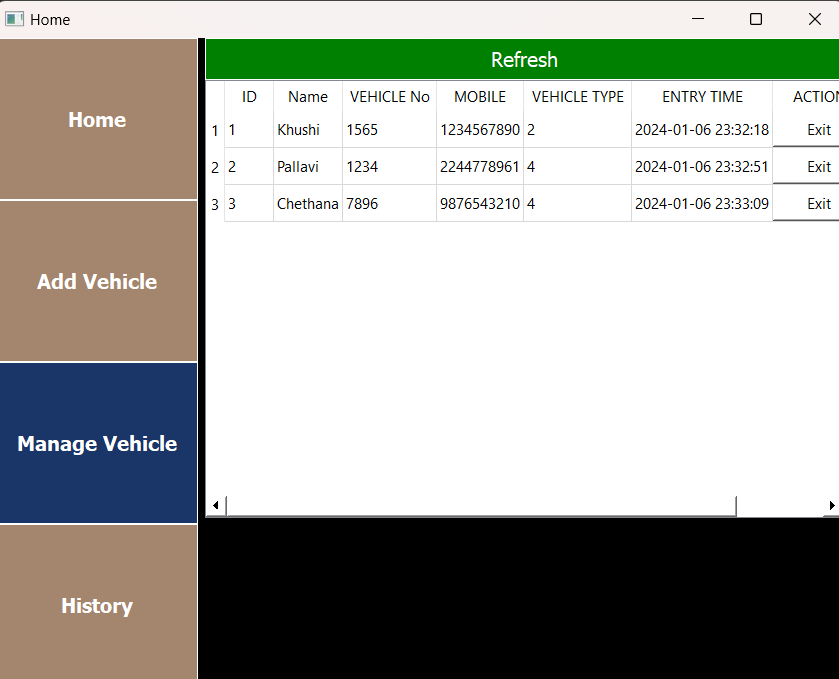 Home
Home
Add Vehicle
Manage Vehicle
History
Refresh
ID Name VEHICLE No MOBILE VEHICLE TYPE ENTRY TIME ACTION
1 1 Khushi 1565 1234567890 2 2024-01-06 23:32:18 Exit
2 2 Pallavi 1234 2244778961 4 2024-01-06 23:32:51 Exit
3 3 Chethana 7896 9876543210 4 2024-01-06 23:33:09 Exit